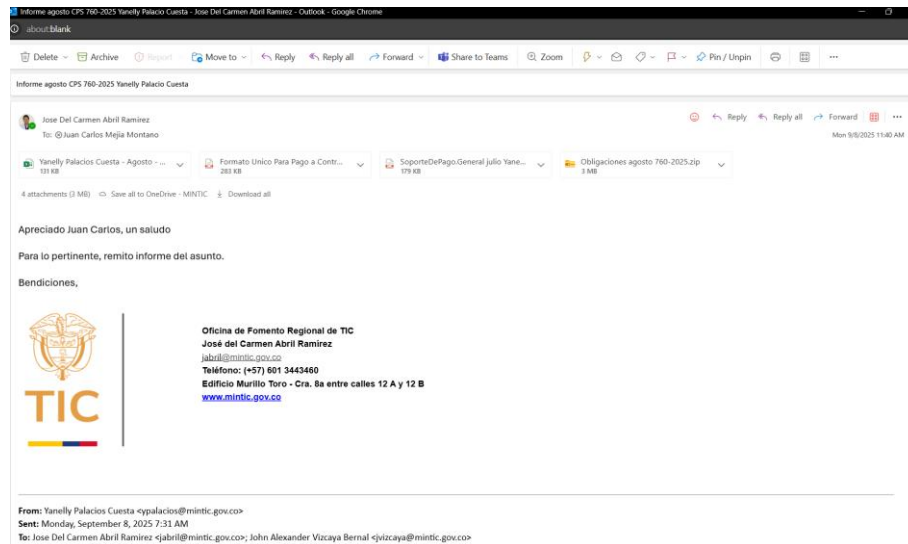 Informe agosto CPS 760-2025 Yanelly Palacio Cuesta - Jose Del Carmen Abril Ramirez - Outlook - Google Chrome
about:blank
Delete Archive Report Move to Reply Reply all Forward Share to Teams Zoom Pin / Unpin
Informe agosto CPS 760-2025 Yanelly Palacio Cuesta
Jose Del Carmen Abril Ramirez
Reply Reply all Forward
To: Juan Carlos Mejia Montano
Mon 9/8/2025 11:40 AM
Yanelly Palacios Cuesta - Agosto - ...
131 KB
Formato Unico Para Pago a Contr...
283 KB
SoporteDePago.General julio Yane...
179 KB
Obligaciones agosto 760-2025.zip
3 MB
4 attachments (3 MB) Save all to OneDrive - MINTIC Download all
Apreciado Juan Carlos, un saludo
Para lo pertinente, remito informe del asunto.
Bendiciones,
TIC
Oficina de Fomento Regional de TIC
José del Carmen Abril Ramírez
jabril@mintic.gov.co
Teléfono: (+57) 601 3443460
Edificio Murillo Toro - Cra. 8a entre calles 12 A y 12 B
www.mintic.gov.co
From: Yanelly Palacios Cuesta <ypalacios@mintic.gov.co>
Sent: Monday, September 8, 2025 7:31 AM
To: Jose Del Carmen Abril Ramirez <jabril@mintic.gov.co>; John Alexander Vizcaya Bernal <jvizcaya@mintic.gov.co>